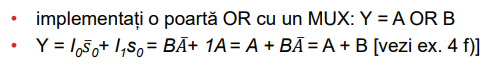 • implementați o poartă OR cu un MUX: Y = A OR B
• Y = I₀s̅₀+ I₁s₀ = BĀ+ 1A = A + BĀ = A + B [vezi ex. 4 f)]